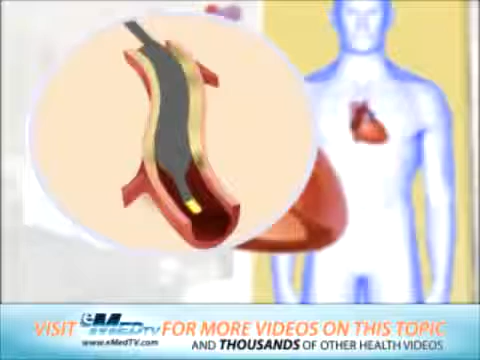 VISIT eMEDTV FOR MORE VIDEOS ON THIS TOPIC
www.eMedTV.com AND THOUSANDS OF OTHER HEALTH VIDEOS